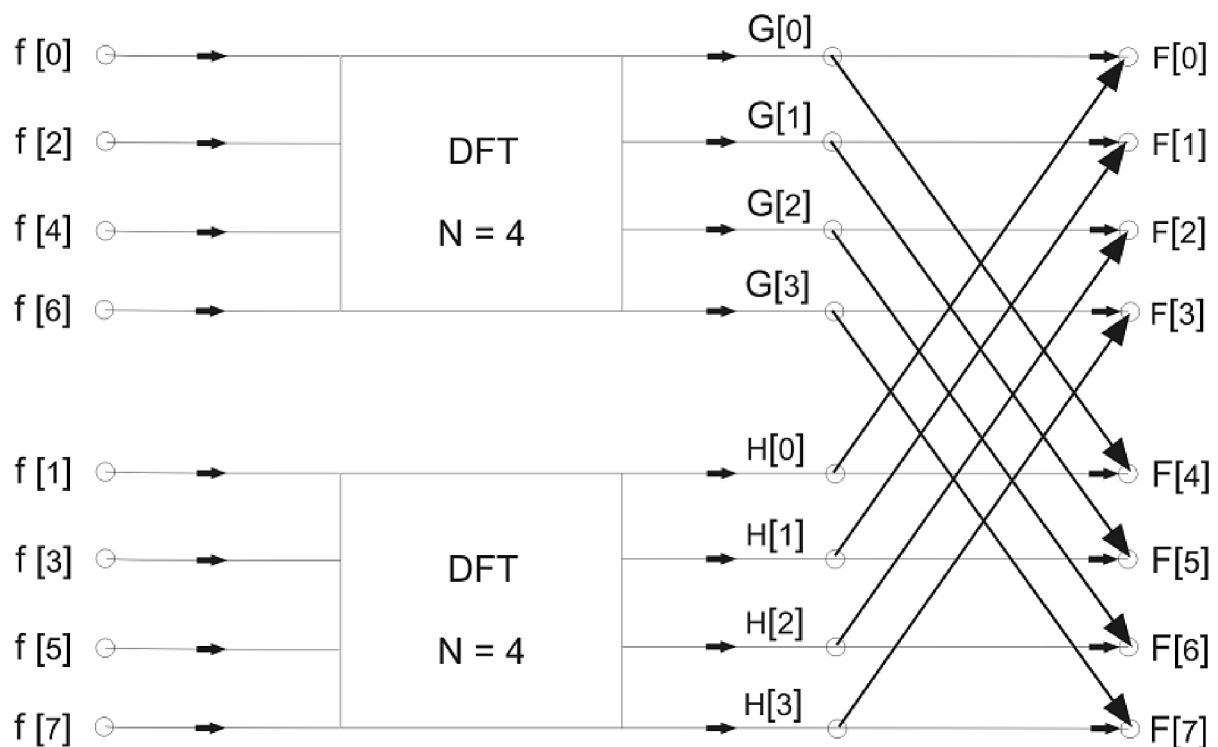 f [0] G[0] F[0]
f [2] G[1] F[1]
DFT
f [4] G[2] F[2]
N = 4
f [6] G[3] F[3]
f [1] H[0] F[4]
f [3] H[1] F[5]
DFT
f [5] H[2] F[6]
N = 4
f [7] H[3] F[7]